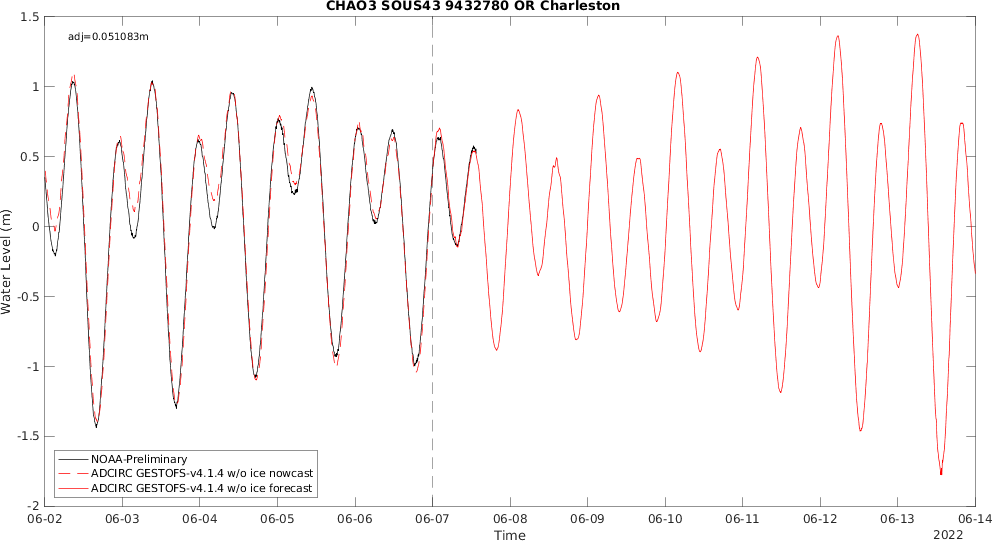 CHAO3 SOUS43 9432780 OR Charleston
adj=0.051083m
1.5
1
0.5
0
-0.5
-1
-1.5
-2
Water Level (m)
NOAA-Preliminary
ADCIRC GESTOFS-v4.1.4 w/o ice nowcast
ADCIRC GESTOFS-v4.1.4 w/o ice forecast
06-02 06-03 06-04 06-05 06-06 06-07 06-08 06-09 06-10 06-11 06-12 06-13 06-14
Time
2022